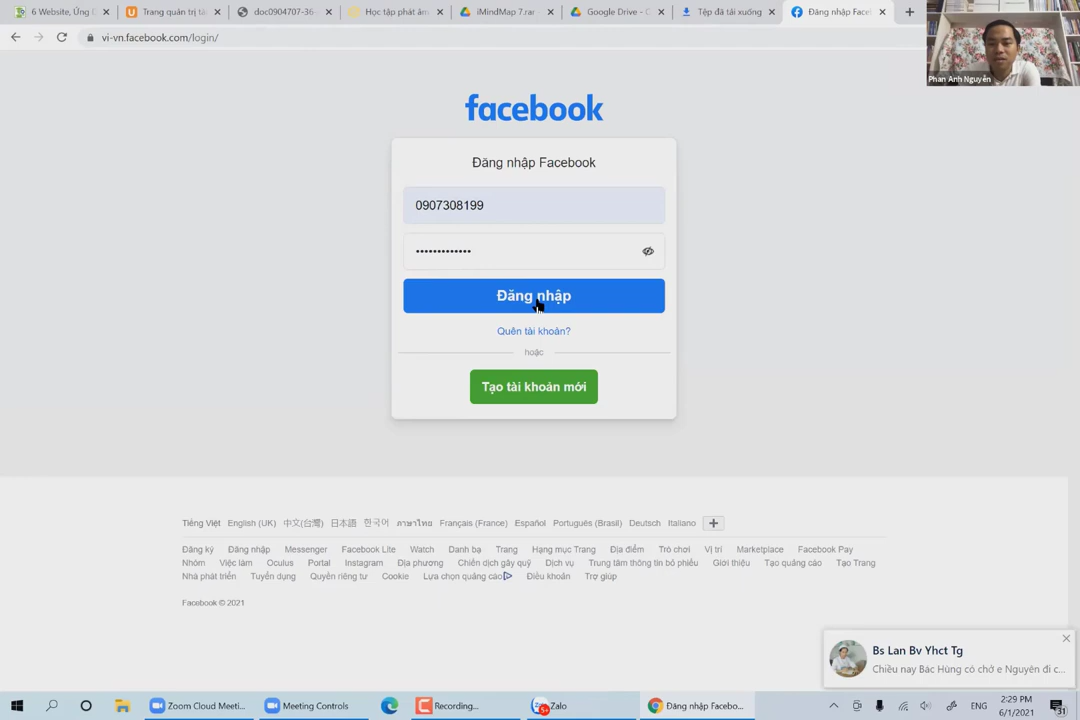 6 Website, Ứng D
Trang quản trị tà
doc0904707-36
Học tập phát âm
iMindMap 7.rar
Google Drive - D
Tệp đã tải xuống
Đăng nhập Face
vi-vn.facebook.com/login/
Phan Anh Nguyên
facebook
Đăng nhập Facebook
0907308199
•••••••••••••
Đăng nhập
Quên tài khoản?
hoặc
Tạo tài khoản mới
Tiếng Việt English (UK) 中文(台灣) 日本語 한국어 ภาษาไทย Français (France) Español Português (Brasil) Deutsch Italiano
Đăng ký Đăng nhập Messenger Facebook Lite Watch Danh bạ Trang Hạng mục Trang Địa điểm Trò chơi Vị trí Marketplace Facebook Pay
Nhóm Việc làm Oculus Portal Instagram Địa phương Chiến dịch gây quỹ Dịch vụ Trung tâm thông tin bỏ phiếu Giới thiệu Tạo quảng cáo Tạo Trang
Nhà phát triển Tuyển dụng Quyền riêng tư Cookie Lựa chọn quảng cáo Điều khoản Trợ giúp
Facebook © 2021
Bs Lan Bv Yhct Tg
Chiều nay Bác Hùng có chở e Nguyên đi c...
Zoom Cloud Meeti...
Meeting Controls
Recording...
5+
Zalo
Đăng nhập Facebo...
ENG
2:29 PM
6/1/2021
31